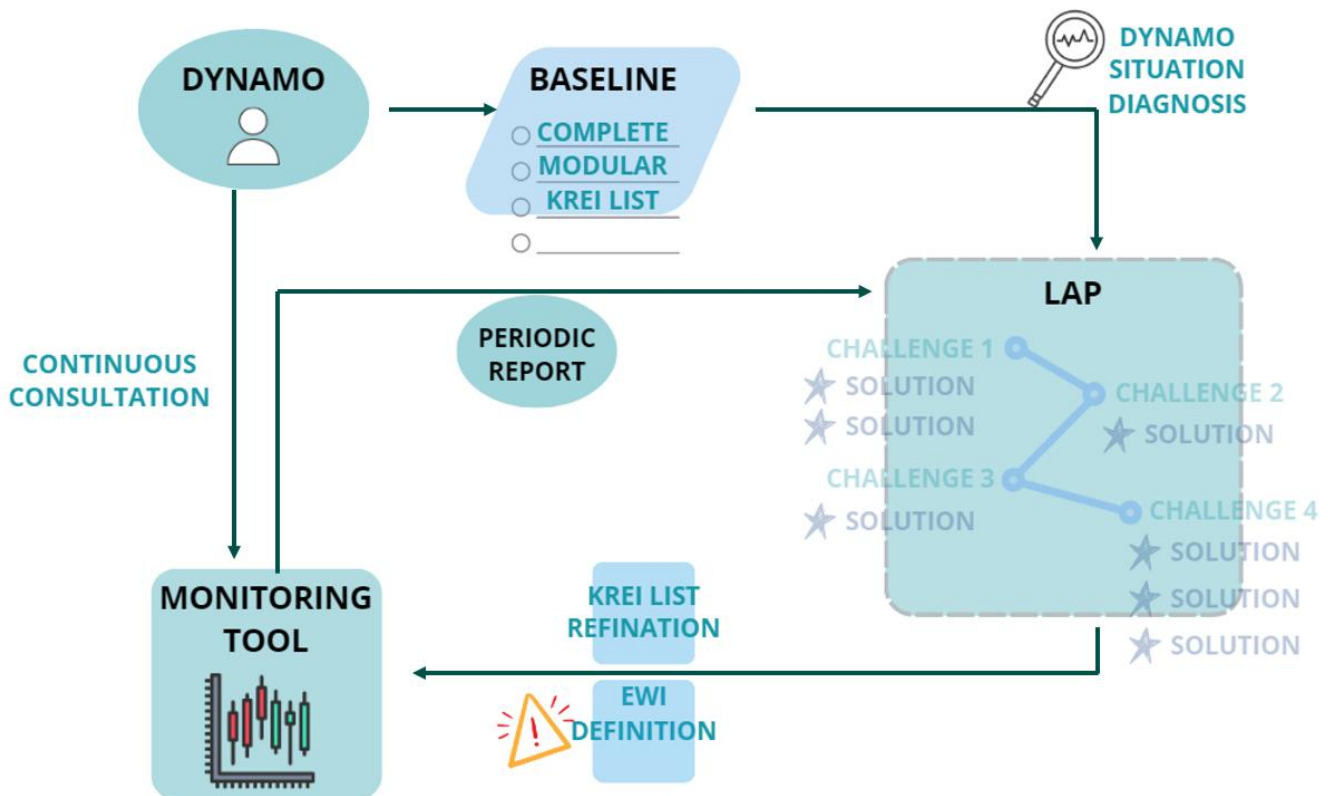 DYNAMO
BASELINE
COMPLETE
MODULAR
KREI LIST
DYNAMO
SITUATION
DIAGNOSIS
CONTINUOUS
CONSULTATION
PERIODIC
REPORT
LAP
CHALLENGE 1
SOLUTION
SOLUTION
CHALLENGE 2
SOLUTION
CHALLENGE 3
SOLUTION
CHALLENGE 4
SOLUTION
SOLUTION
SOLUTION
MONITORING
TOOL
KREI LIST
REFINATION
EWI
DEFINITION